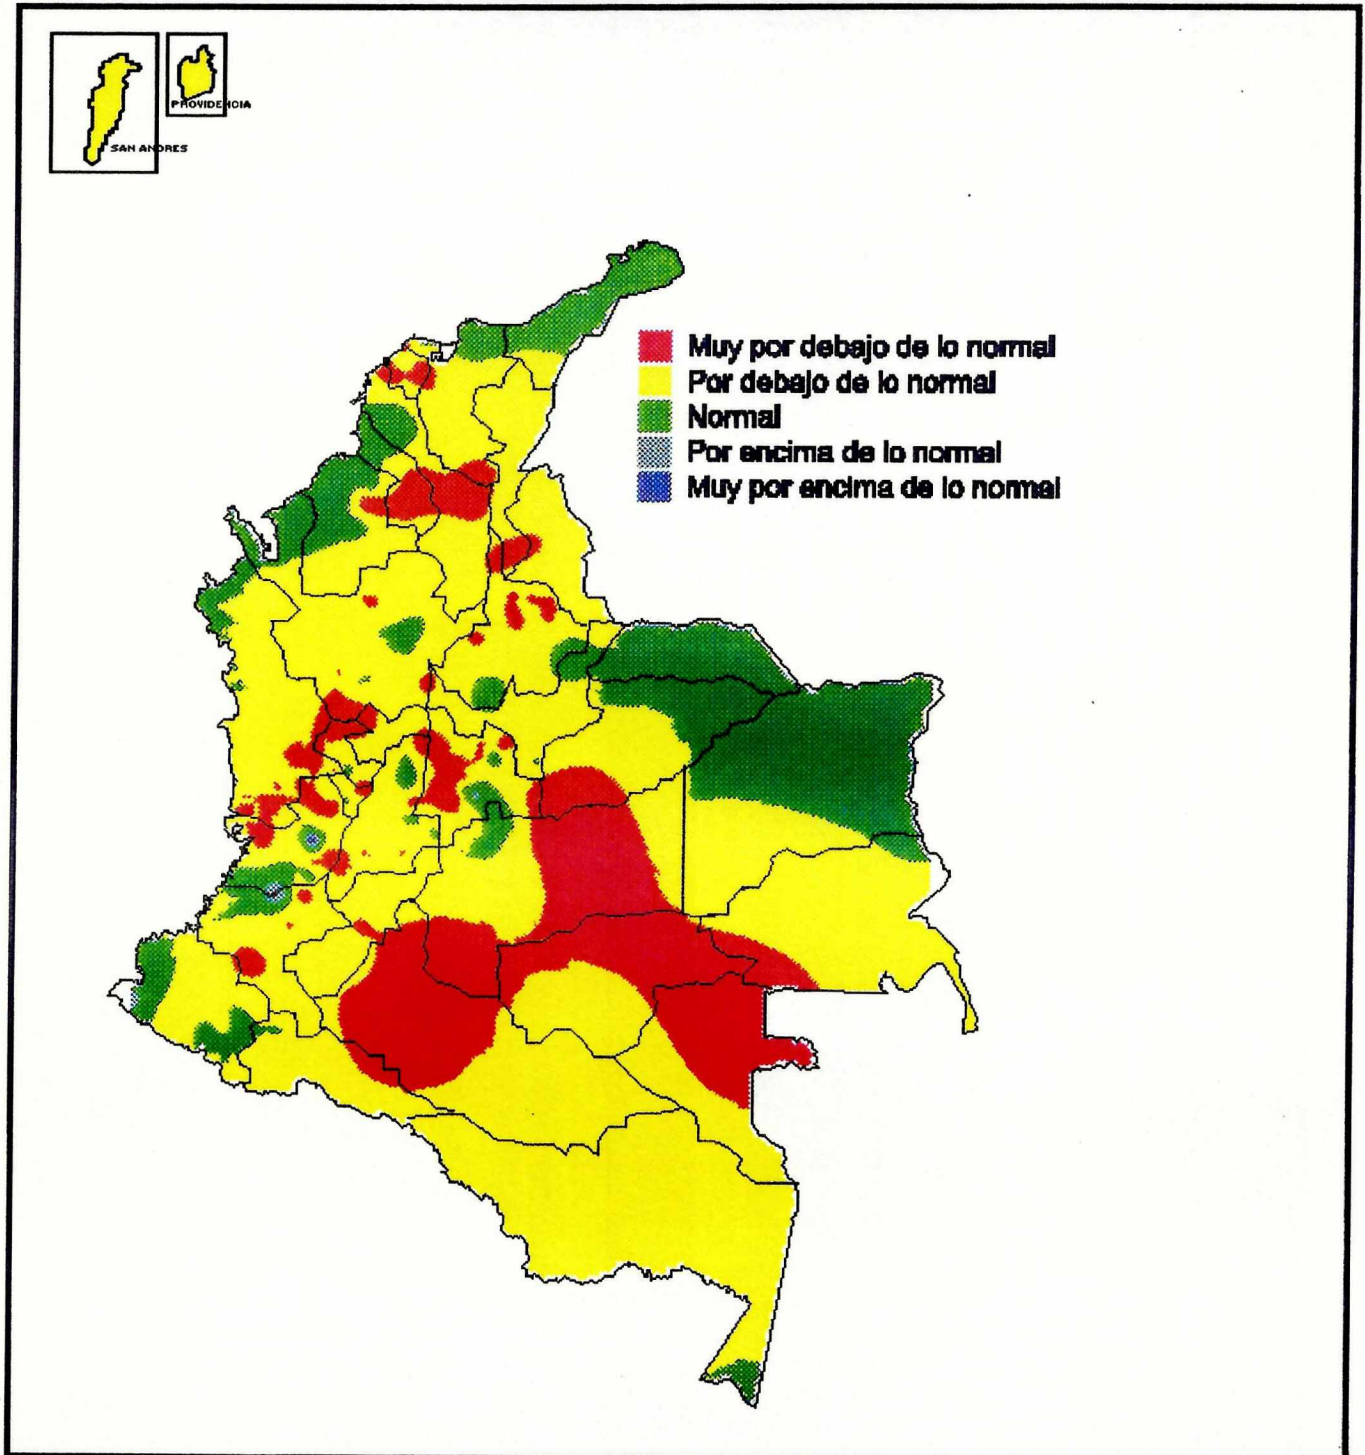 PROVIDENCIA
SAN ANDRES
Muy por debajo de lo normal
Por debajo de lo normal
Normal
Por encima de lo normal
Muy por encima de lo normal